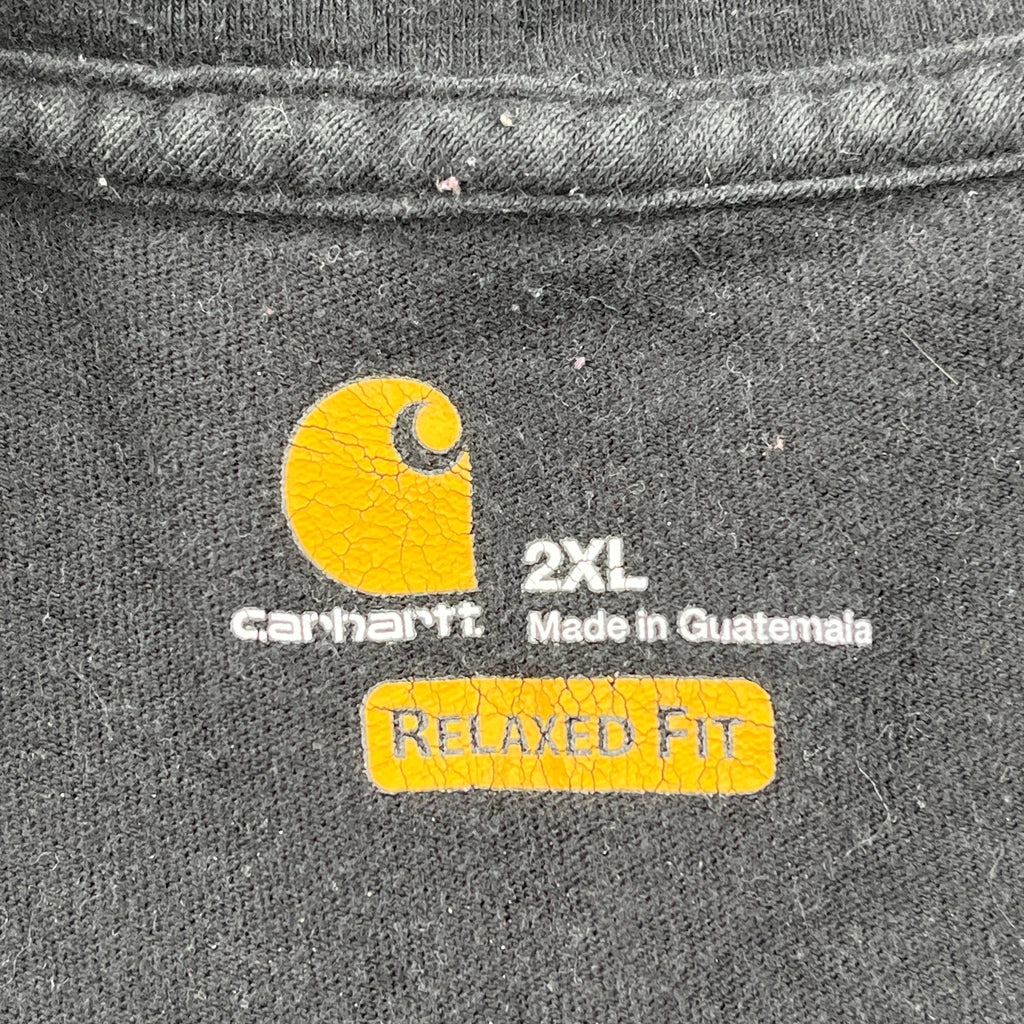 2XL
carhartt
Made in Guatemala
RELAXED FIT